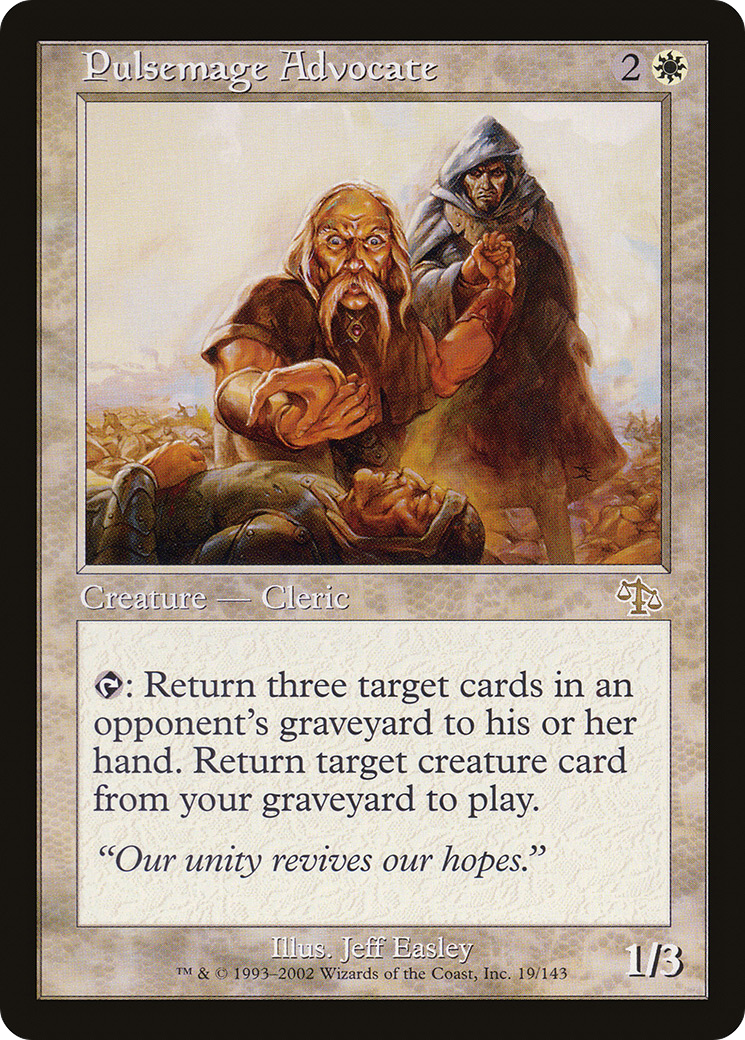 Pulsemage Advocate 2
Creature — Cleric
: Return three target cards in an
opponent's graveyard to his or her
hand. Return target creature card
from your graveyard to play.
"Our unity revives our hopes."
Illus. Jeff Easley
™ & © 1993–2002 Wizards of the Coast, Inc. 19/143
1/3